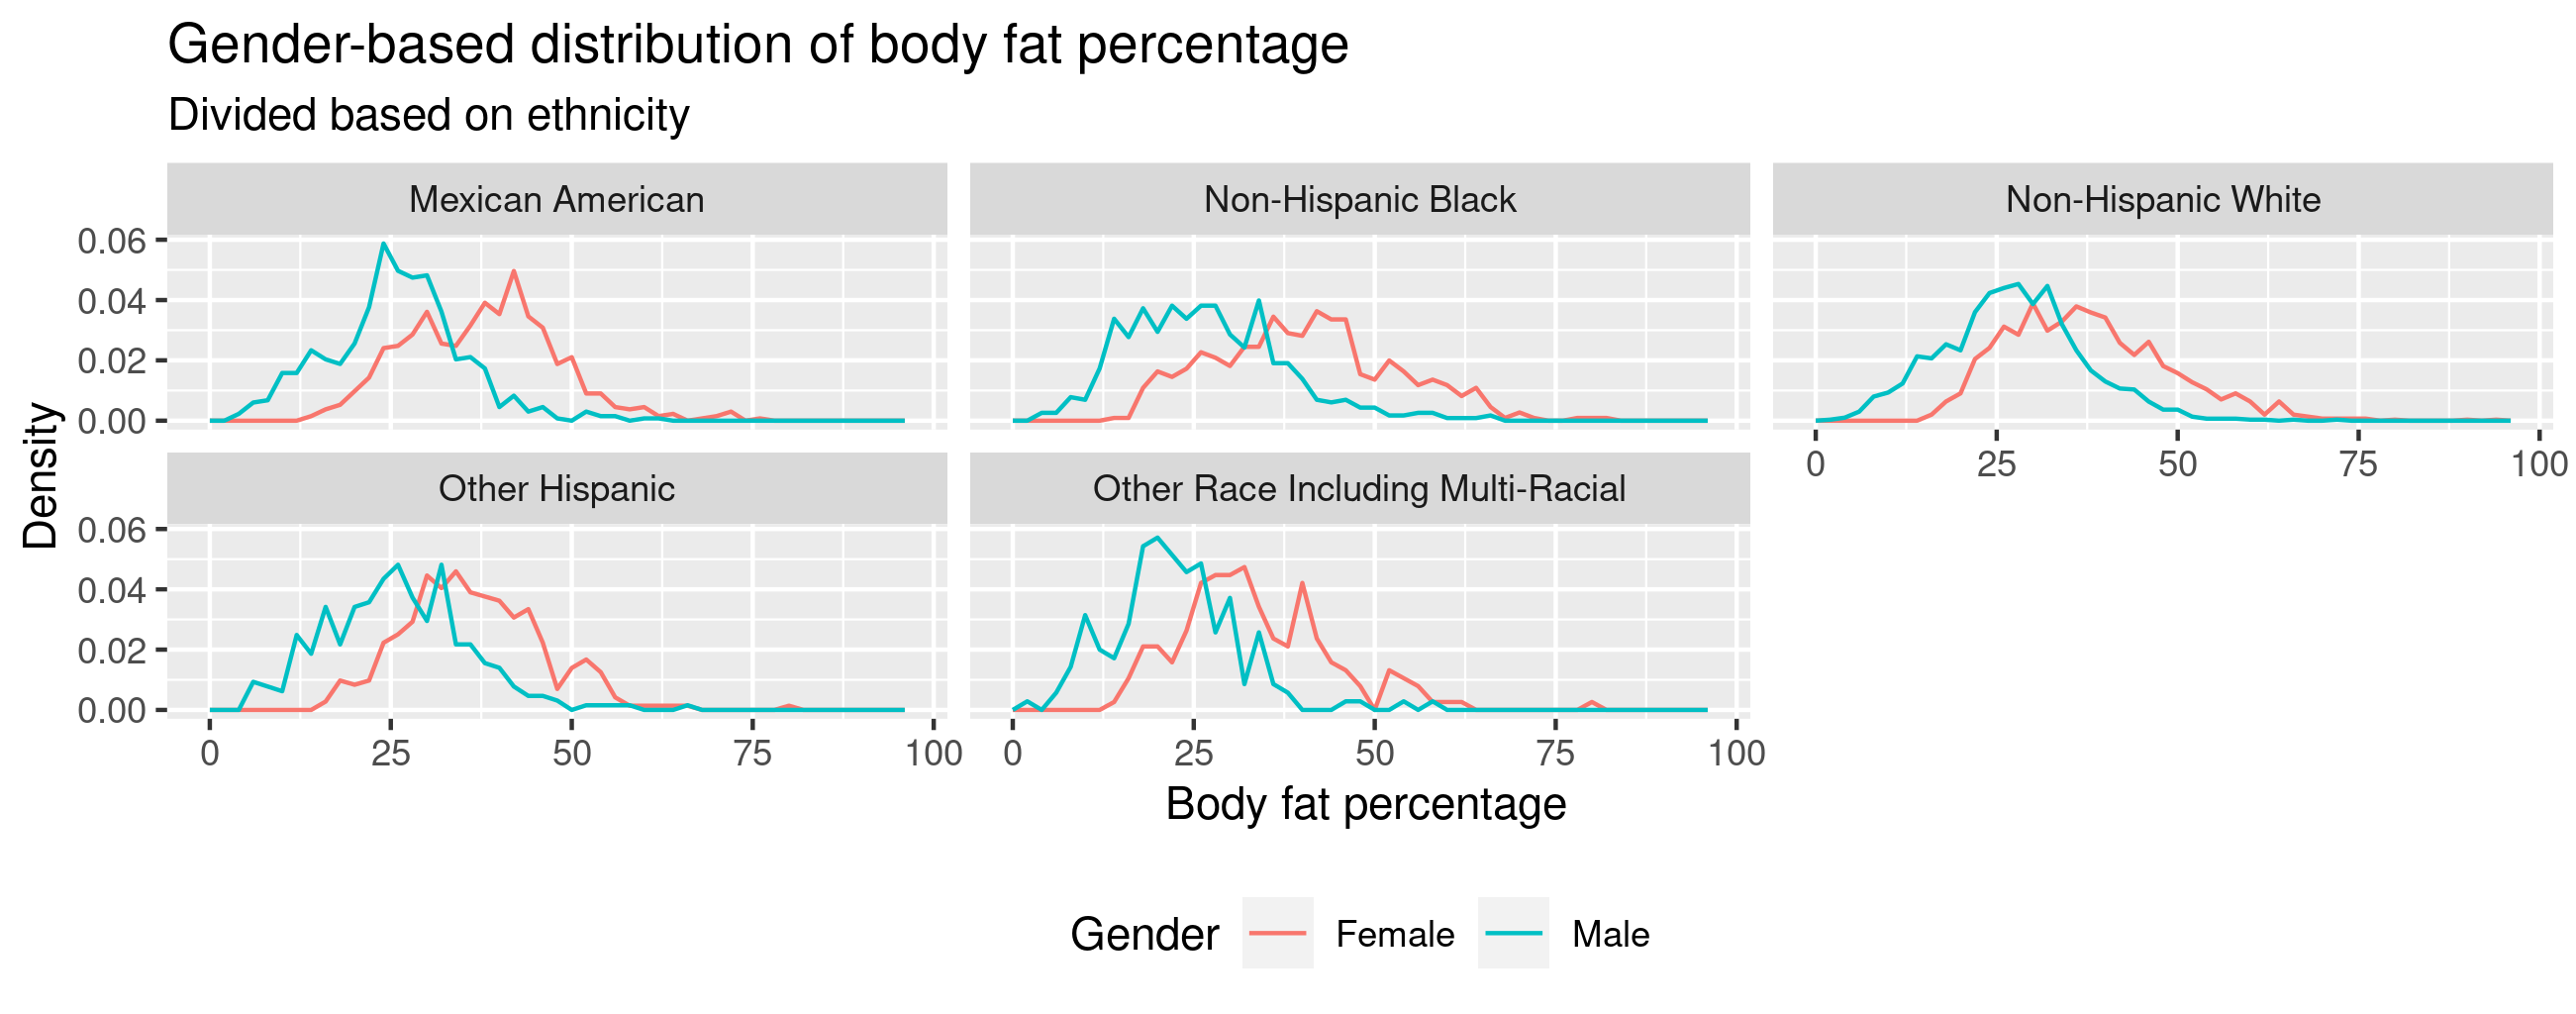 Gender-based distribution of body fat percentage
Divided based on ethnicity
Mexican American
Non-Hispanic Black
Non-Hispanic White
0.06
0.04
0.02
0.00
0 25 50 75 100
Other Hispanic
Other Race Including Multi-Racial
0.06
0.04
0.02
0.00
0 25 50 75 100
0 25 50 75 100
Density
Body fat percentage
Gender Female Male